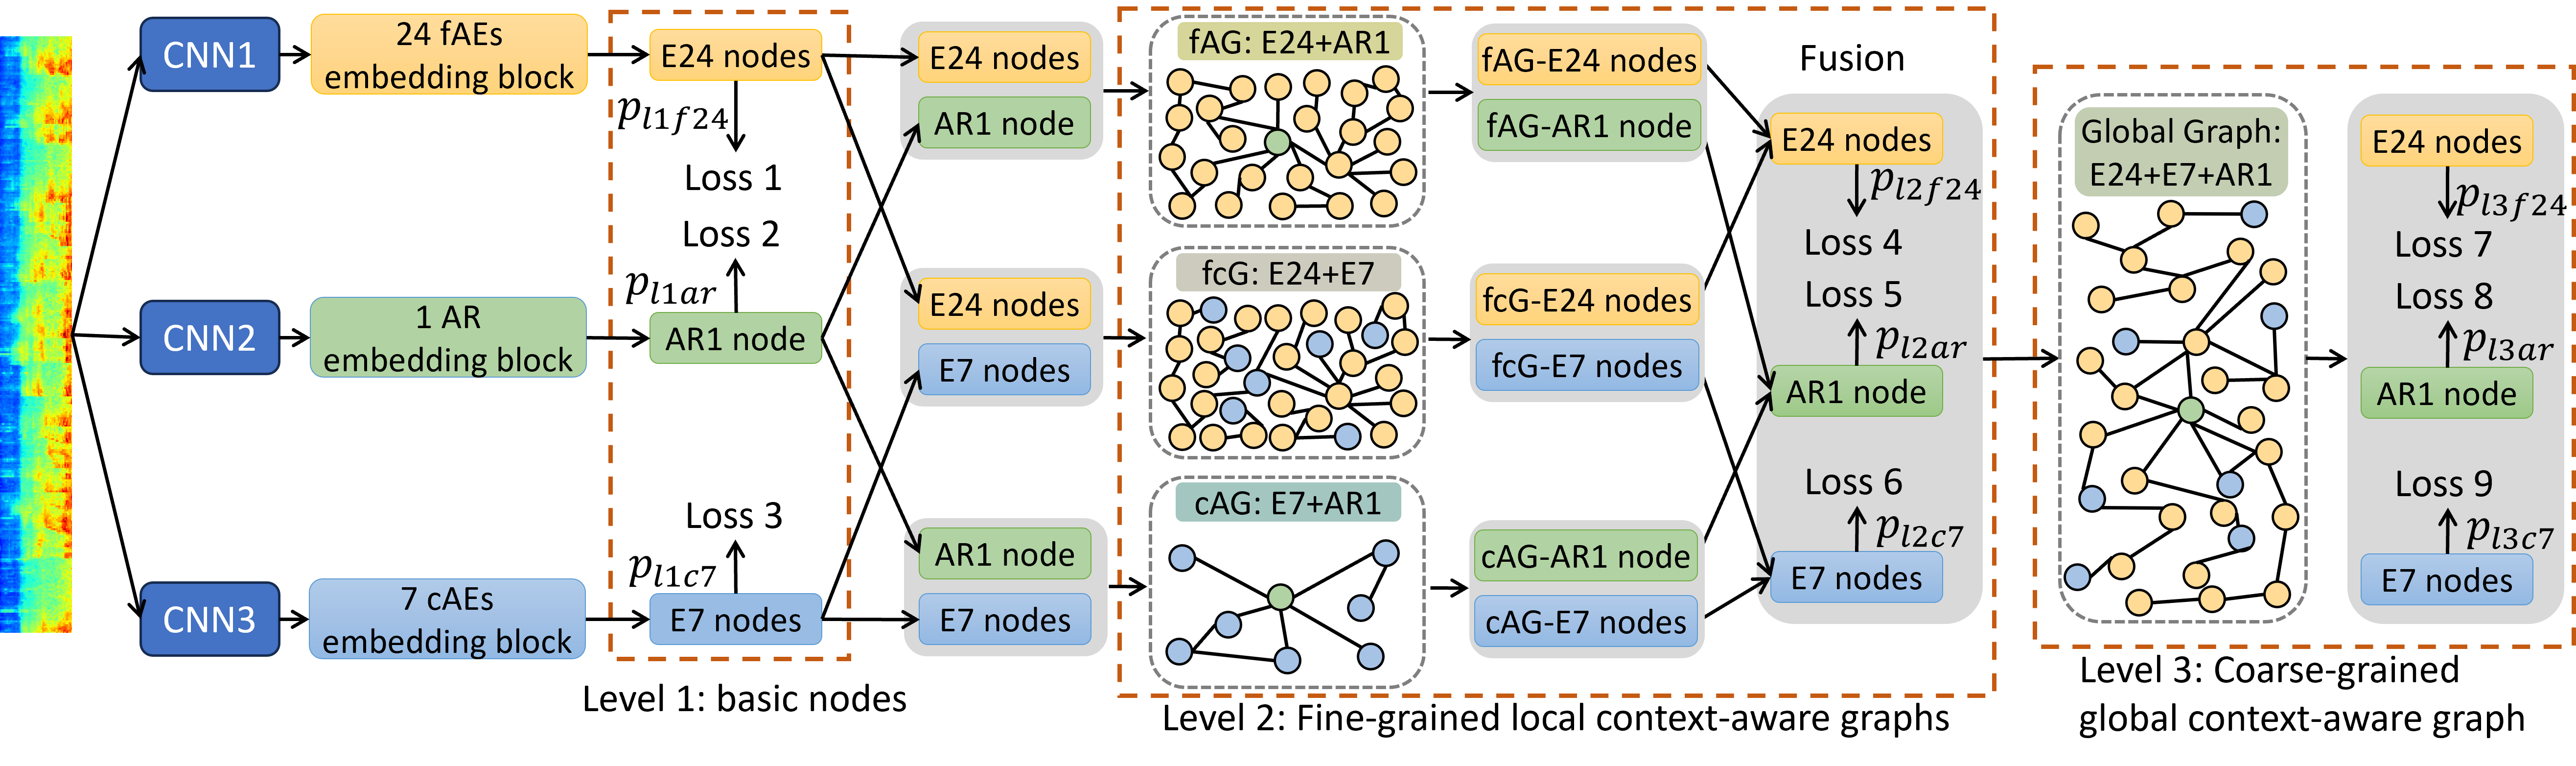 CNN1
24 fAEs
embedding block
E24 nodes
p_{l1f24}
Loss 1
CNN2
1 AR
embedding block
Loss 2
p_{l1ar}
AR1 node
CNN3
7 cAEs
embedding block
Loss 3
p_{l1c7}
E7 nodes
Level 1: basic nodes
E24 nodes
AR1 node
E24 nodes
E7 nodes
AR1 node
E7 nodes
fAG: E24+AR1
fcG: E24+E7
cAG: E7+AR1
fAG-E24 nodes
fAG-AR1 node
fcG-E24 nodes
fcG-E7 nodes
cAG-AR1 node
cAG-E7 nodes
Fusion
E24 nodes
p_{l2f24}
Loss 4
Loss 5
p_{l2ar}
AR1 node
Loss 6
p_{l2c7}
E7 nodes
Level 2: Fine-grained local context-aware graphs
Global Graph:
E24+E7+AR1
E24 nodes
p_{l3f24}
Loss 7
Loss 8
p_{l3ar}
AR1 node
Loss 9
p_{l3c7}
E7 nodes
Level 3: Coarse-grained
global context-aware graph